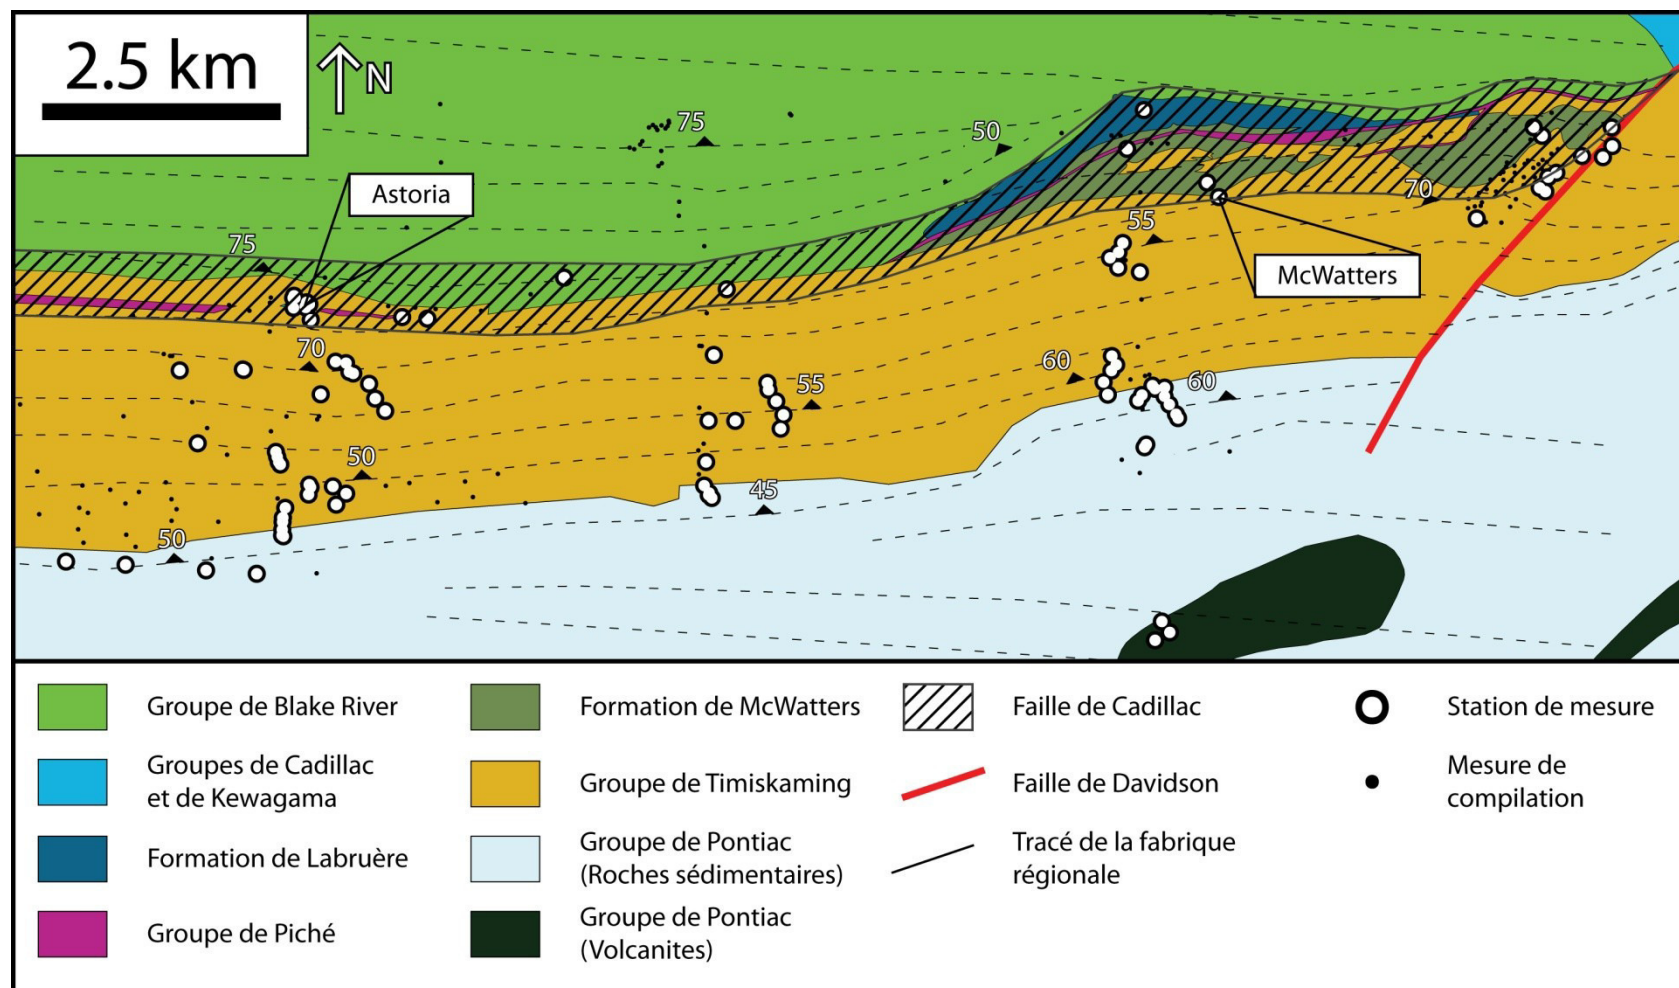 2.5 km
N
75
50
Astoria
75
70
55
McWatters
70
60
55
60
50
45
50
Groupe de Blake River
Groupes de Cadillac
et de Kewagama
Formation de Labruère
Groupe de Piché
Formation de McWatters
Groupe de Timiskaming
Groupe de Pontiac
(Roches sédimentaires)
Groupe de Pontiac
(Volcanites)
Faille de Cadillac
Faille de Davidson
Tracé de la fabrique
régionale
Station de mesure
Mesure de
compilation